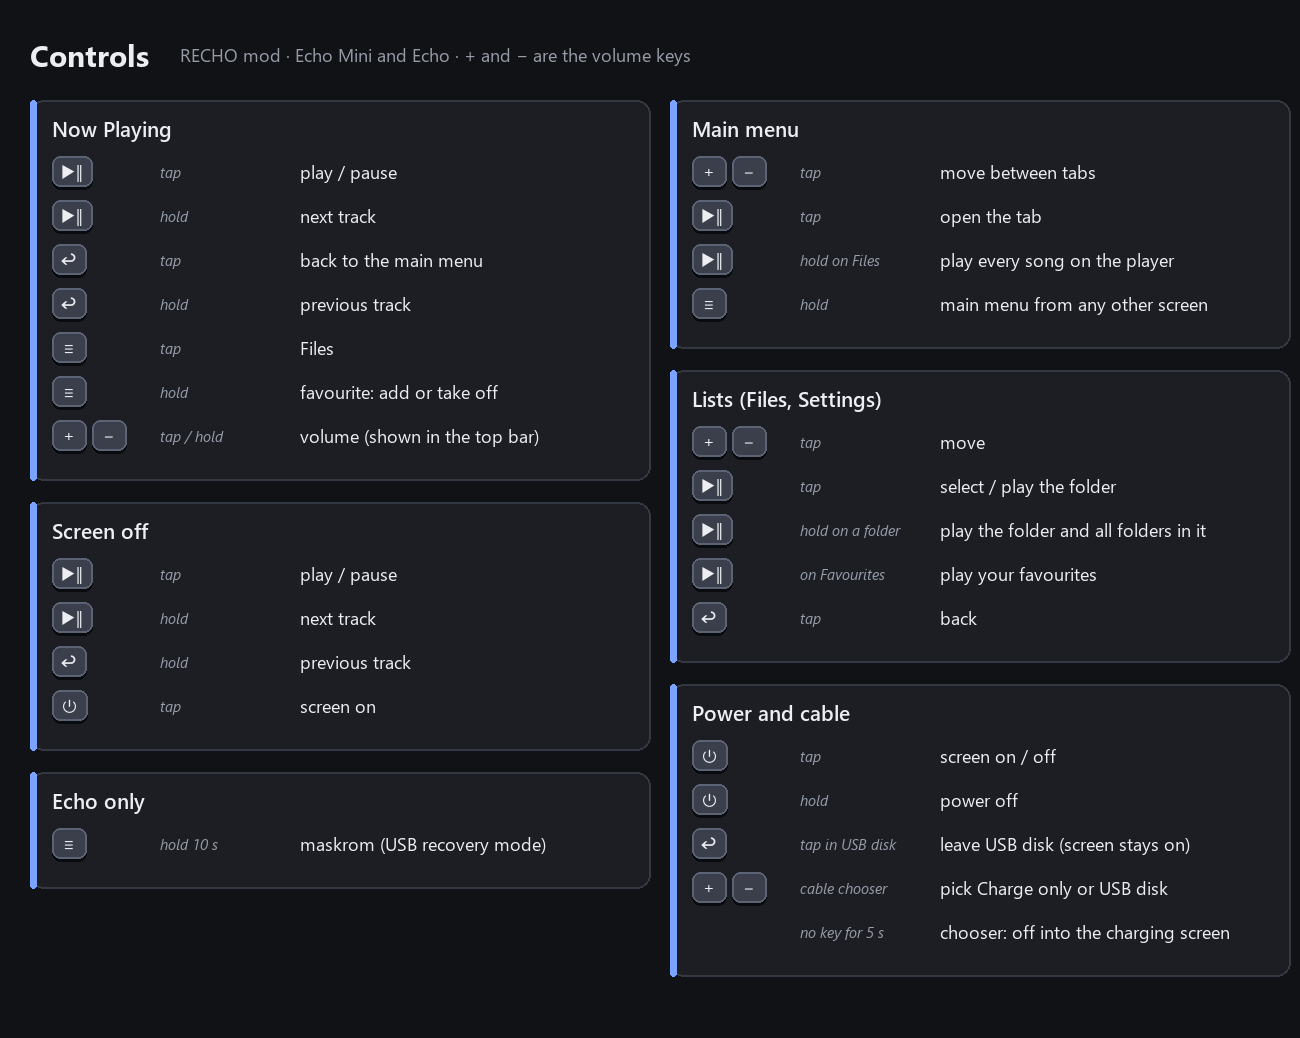 Controls RECHO mod · Echo Mini and Echo · + and − are the volume keys
Now Playing
▶‖ tap play / pause
▶‖ hold next track
↩ tap back to the main menu
↩ hold previous track
☰ tap Files
☰ hold favourite: add or take off
+ − tap / hold volume (shown in the top bar)
Screen off
▶‖ tap play / pause
▶‖ hold next track
↩ hold previous track
⏻ tap screen on
Echo only
☰ hold 10 s maskrom (USB recovery mode)
Main menu
+ − tap move between tabs
▶‖ tap open the tab
▶‖ hold on Files play every song on the player
☰ hold main menu from any other screen
Lists (Files, Settings)
+ − tap move
▶‖ tap select / play the folder
▶‖ hold on a folder play the folder and all folders in it
▶‖ on Favourites play your favourites
↩ tap back
Power and cable
⏻ tap screen on / off
⏻ hold power off
↩ tap in USB disk leave USB disk (screen stays on)
+ − cable chooser pick Charge only or USB disk
no key for 5 s chooser: off into the charging screen